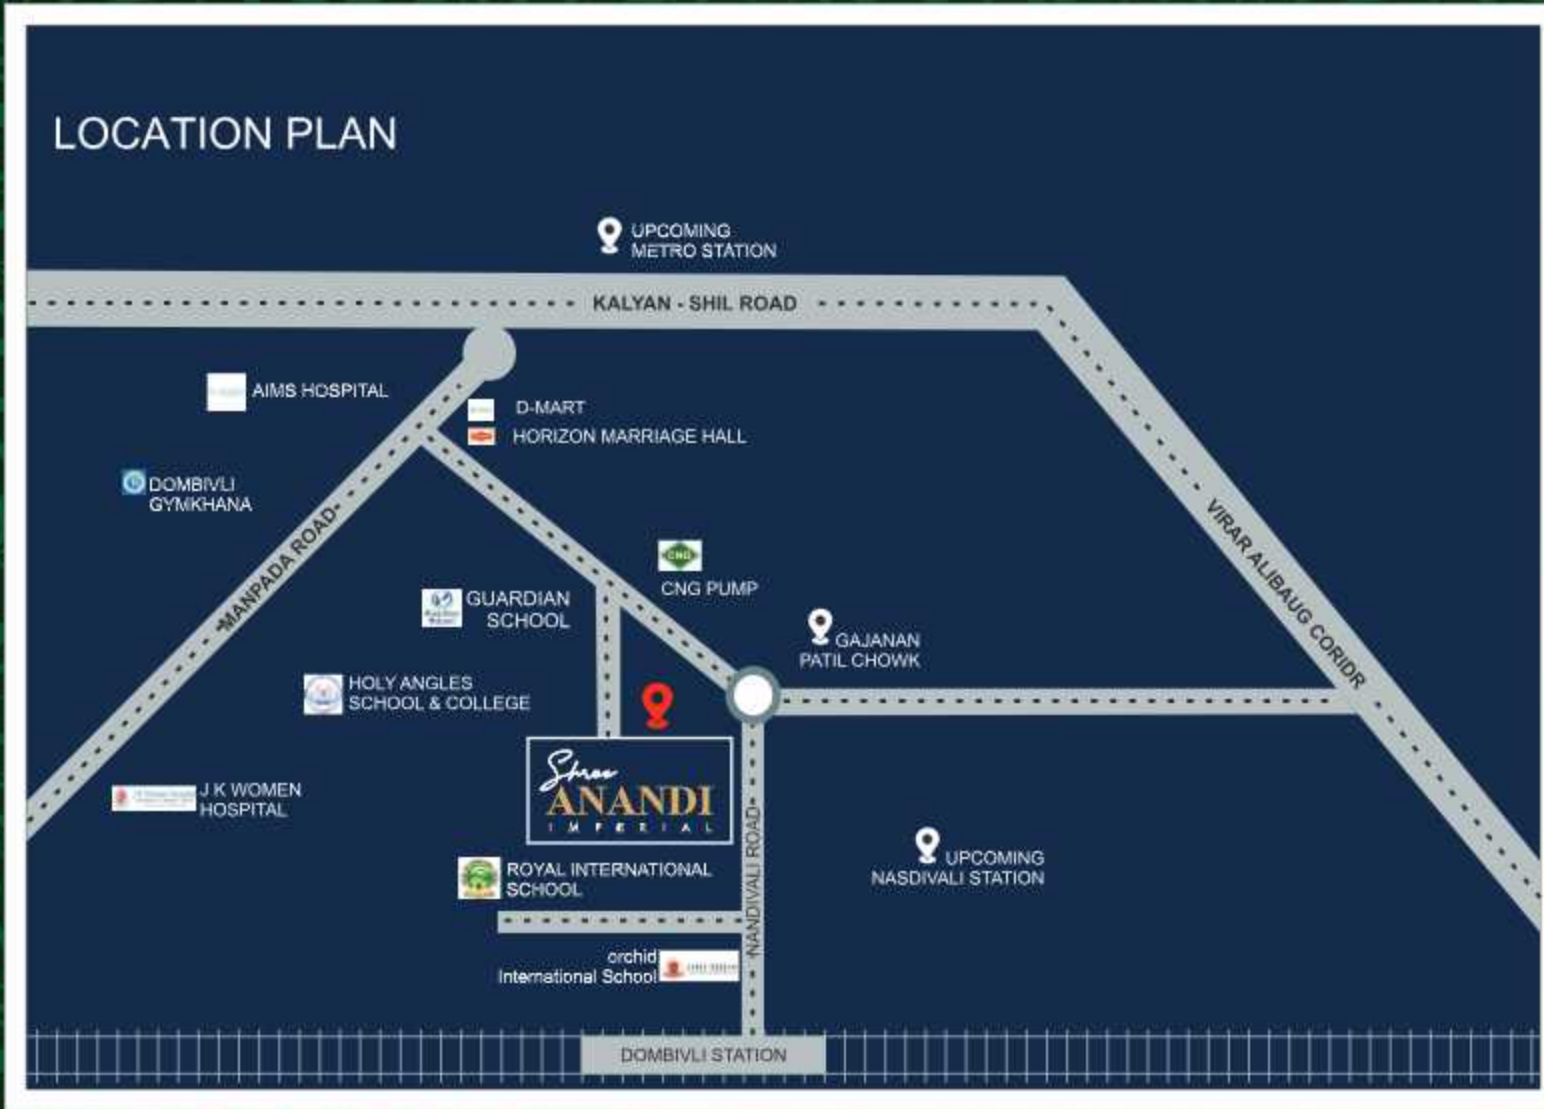 LOCATION PLAN
UPCOMING
METRO STATION
KALYAN - SHIL ROAD
AIMS HOSPITAL
D-MART
HORIZON MARRIAGE HALL
DOMBIVLI
GYMKHANA
MANPADA ROAD
VIRAR ALIBAUG CORIDR
CNG
CNG PUMP
GUARDIAN
SCHOOL
GAJANAN
PATIL CHOWK
HOLY ANGLES
SCHOOL & COLLEGE
Shree
ANANDI
IMPERIAL
J K WOMEN
HOSPITAL
NANDIVALI ROAD
UPCOMING
NASDIVALI STATION
ROYAL INTERNATIONAL
SCHOOL
orchid
International School
DOMBIVLI STATION